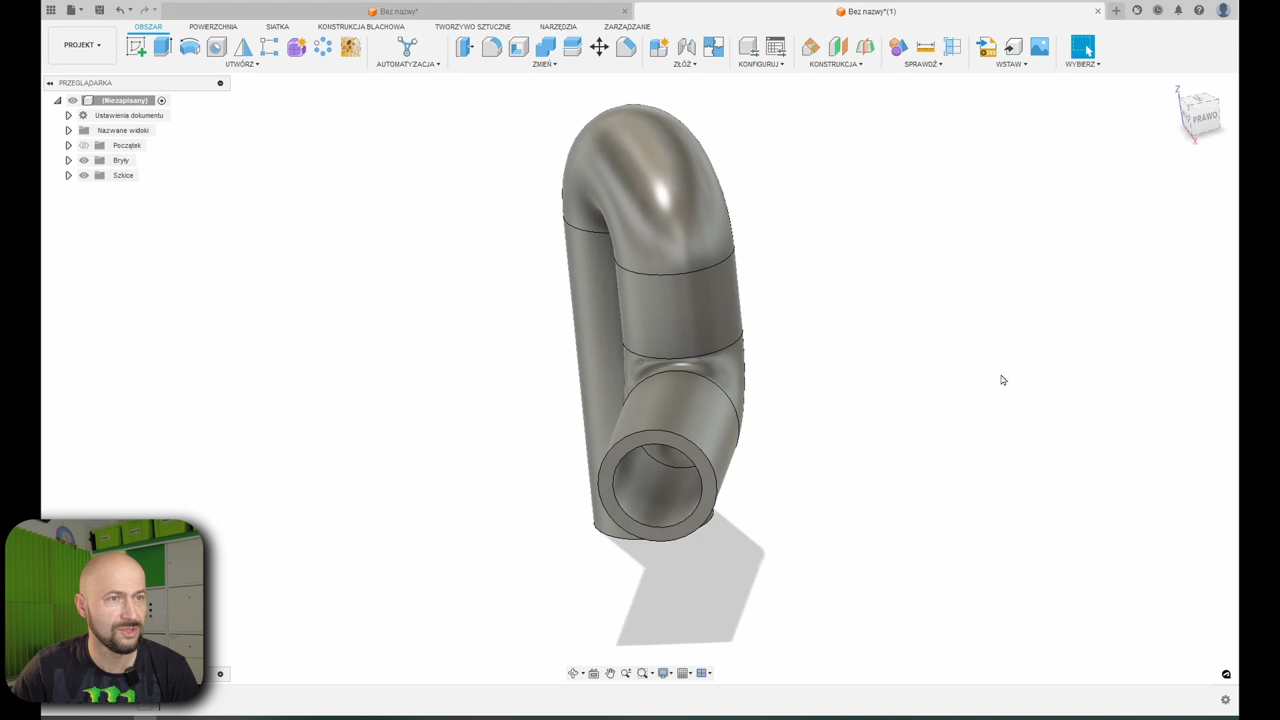 Bez nazwy*
Bez nazwy*(1)
OBSZAR
POWIERZCHNIA
SIATKA
KONSTRUKCJA BLACHOWA
TWORZYWO SZTUCZNE
NARZĘDZIA
ZARZĄDZANIE
PROJEKT
UTWÓRZ
AUTOMATYZACJA
ZMIEŃ
ZŁÓŻ
KONFIGURUJ
KONSTRUKCJA
SPRAWDŹ
WSTAW
WYBIERZ
PRZEGLĄDARKA
(Niezapisany)
Ustawienia dokumentu
Nazwane widoki
Początek
Bryły
Szkice
Z
PRAWO
X